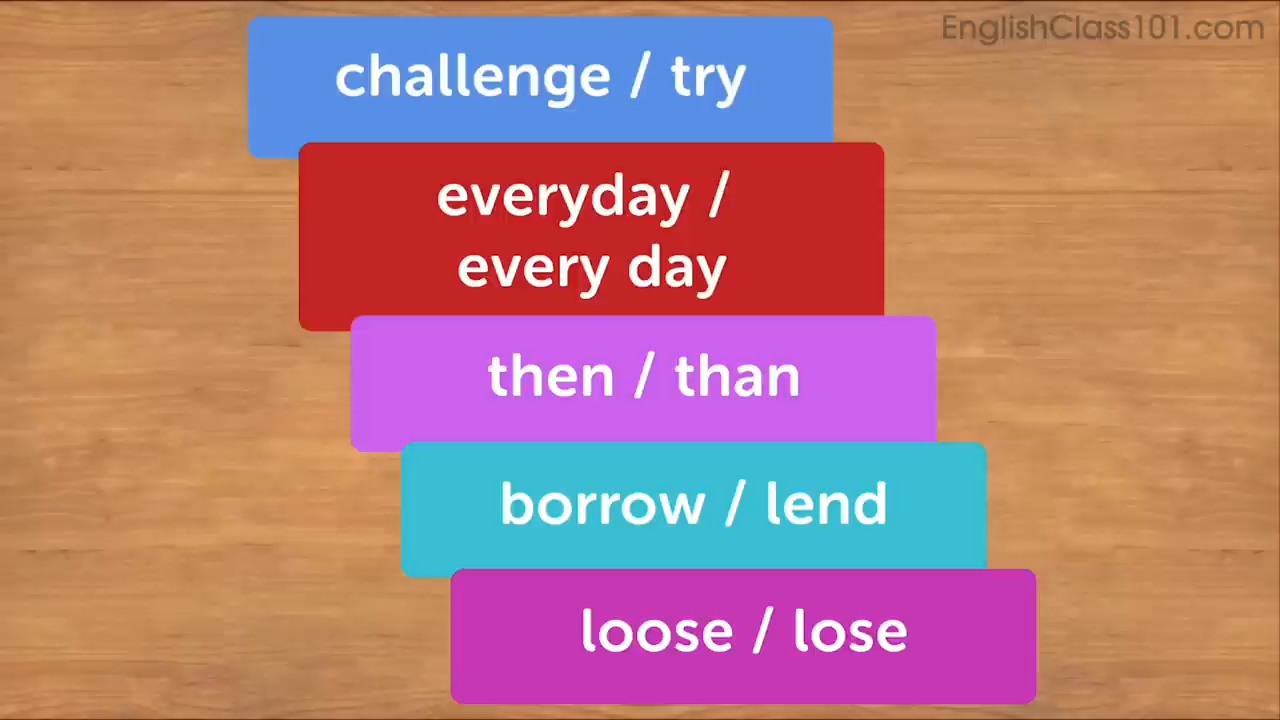 EnglishClass101.com
challenge / try
everyday /
every day
then / than
borrow / lend
loose / lose